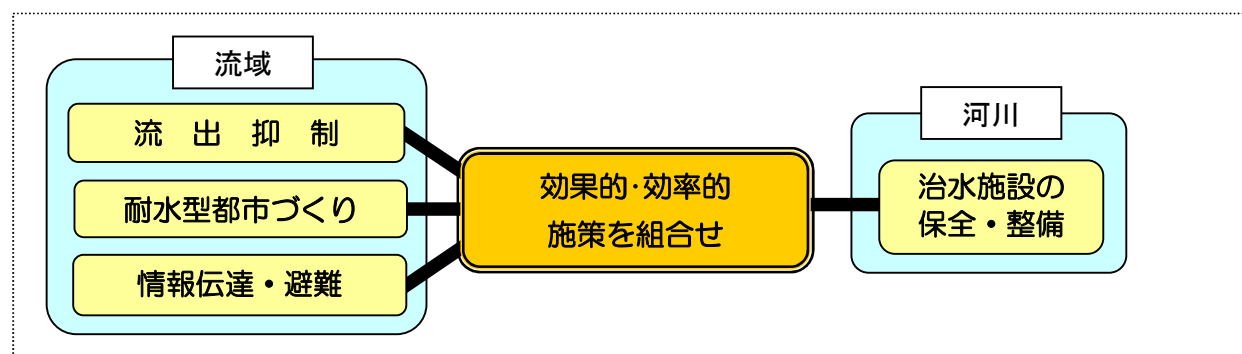 流域
流出抑制
耐水型都市づくり
情報伝達・避難
効果的・効率的
施策を組合せ
河川
治水施設の
保全・整備